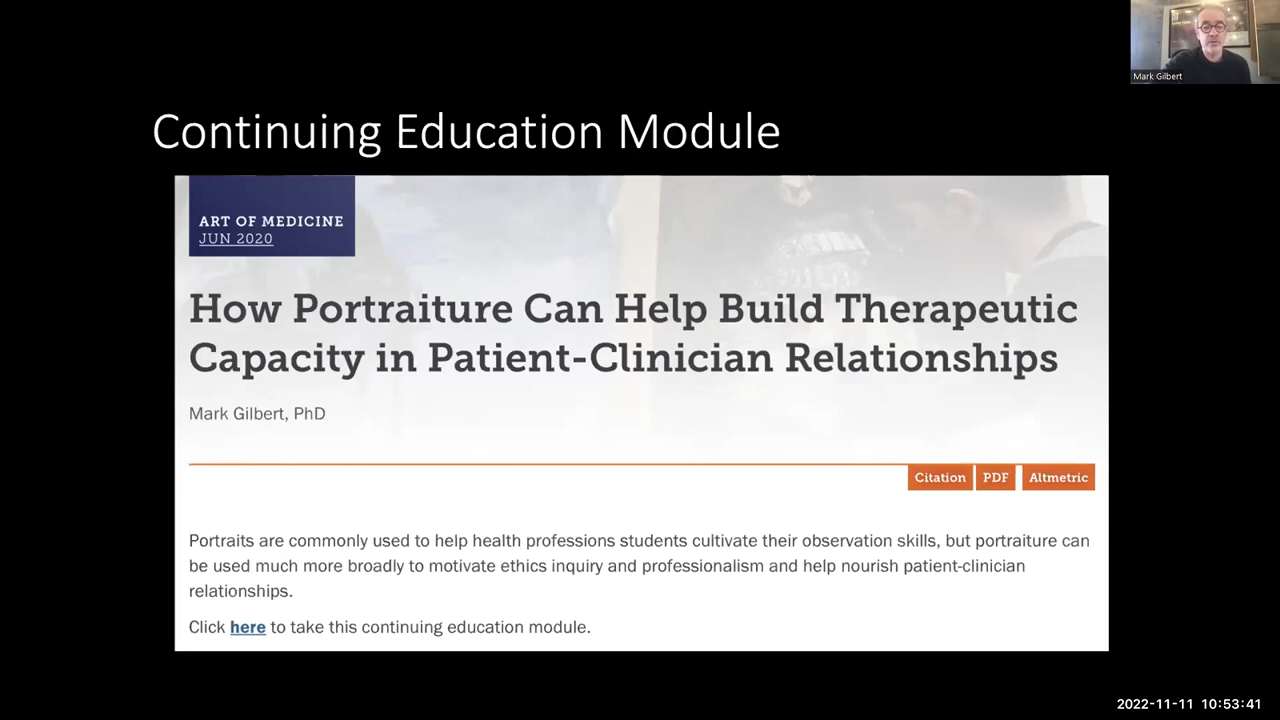 Mark Gilbert
Continuing Education Module
ART OF MEDICINE
JUN 2020
How Portraiture Can Help Build Therapeutic
Capacity in Patient-Clinician Relationships
Mark Gilbert, PhD
Citation PDF Altmetric
Portraits are commonly used to help health professions students cultivate their observation skills, but portraiture can
be used much more broadly to motivate ethics inquiry and professionalism and help nourish patient-clinician
relationships.
Click here to take this continuing education module.
2022-11-11 10:53:41